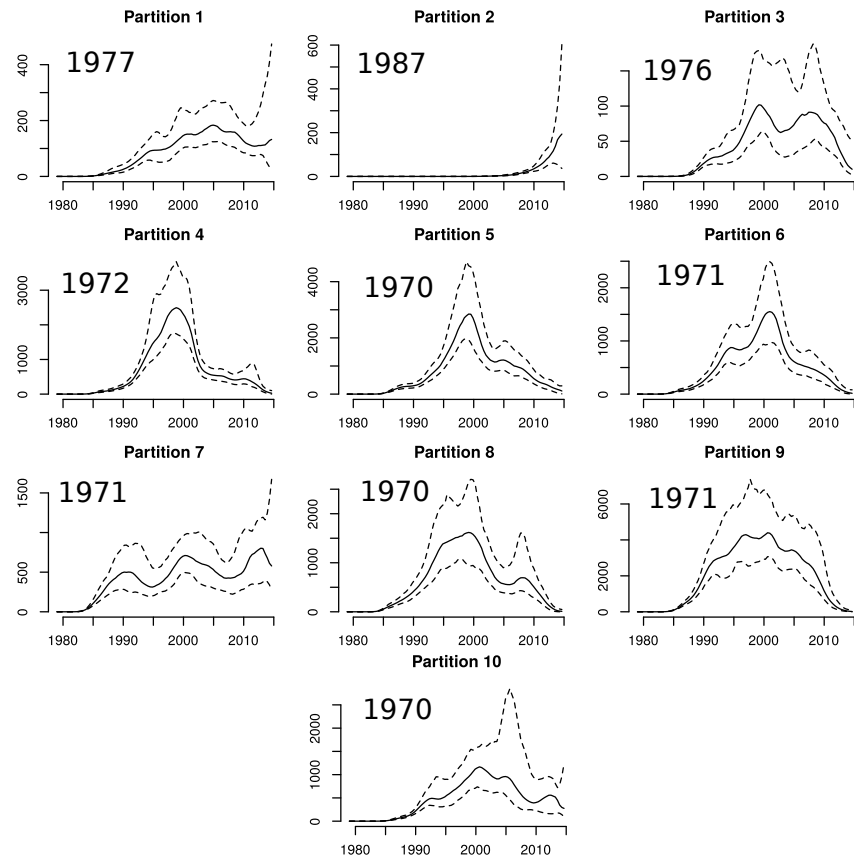 Partition 1
1977
0 100 200 400
1980 1990 2000 2010
Partition 2
1987
0 200 400 600
1980 1990 2000 2010
Partition 3
1976
0 50 100
1980 1990 2000 2010
Partition 4
1972
0 1000 3000
1980 1990 2000 2010
Partition 5
1970
0 2000 4000
1980 1990 2000 2010
Partition 6
1971
0 1000 2000
1980 1990 2000 2010
Partition 7
1971
0 500 1500
1980 1990 2000 2010
Partition 8
1970
0 1000 2000
1980 1990 2000 2010
Partition 9
1971
0 2000 6000
1980 1990 2000 2010
Partition 10
1970
0 1000 2000
1980 1990 2000 2010